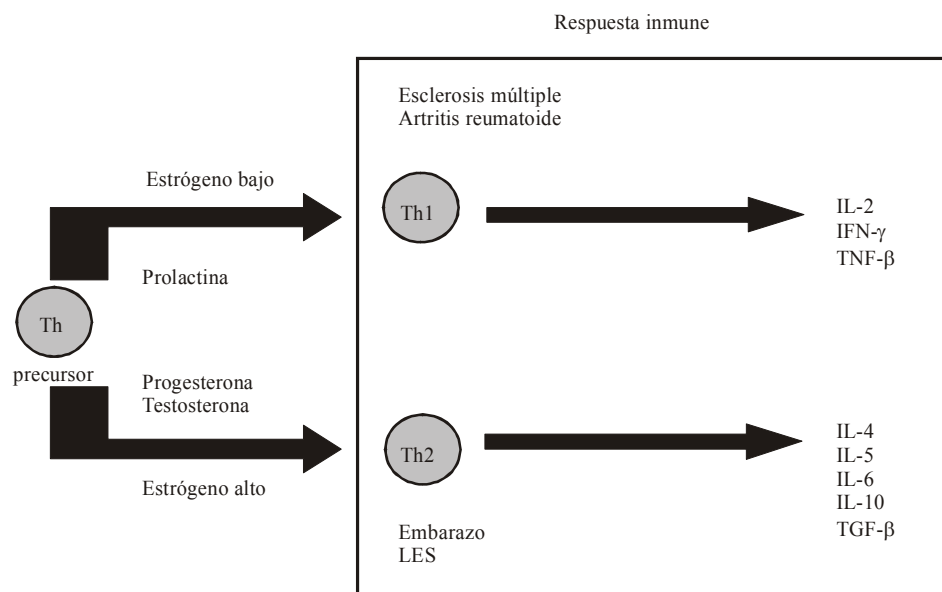 Respuesta inmune
Esclerosis múltiple
Artritis reumatoide
Estrógeno bajo
Th1
IL-2
IFN-γ
TNF-β
Prolactina
Th
precursor
Progesterona
Testosterona
Estrógeno alto
Th2
IL-4
IL-5
IL-6
IL-10
TGF-β
Embarazo
LES